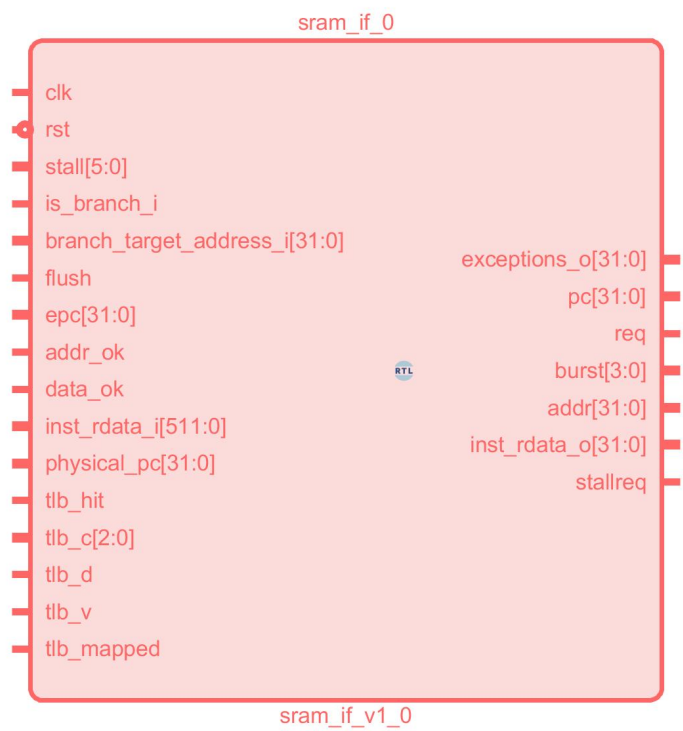 sram_if_0
clk
rst
stall[5:0]
is_branch_i
branch_target_address_i[31:0]
flush
epc[31:0]
addr_ok
data_ok
inst_rdata_i[511:0]
physical_pc[31:0]
tlb_hit
tlb_c[2:0]
tlb_d
tlb_v
tlb_mapped
exceptions_o[31:0]
pc[31:0]
req
burst[3:0]
addr[31:0]
inst_rdata_o[31:0]
stallreq
RTL
sram_if_v1_0